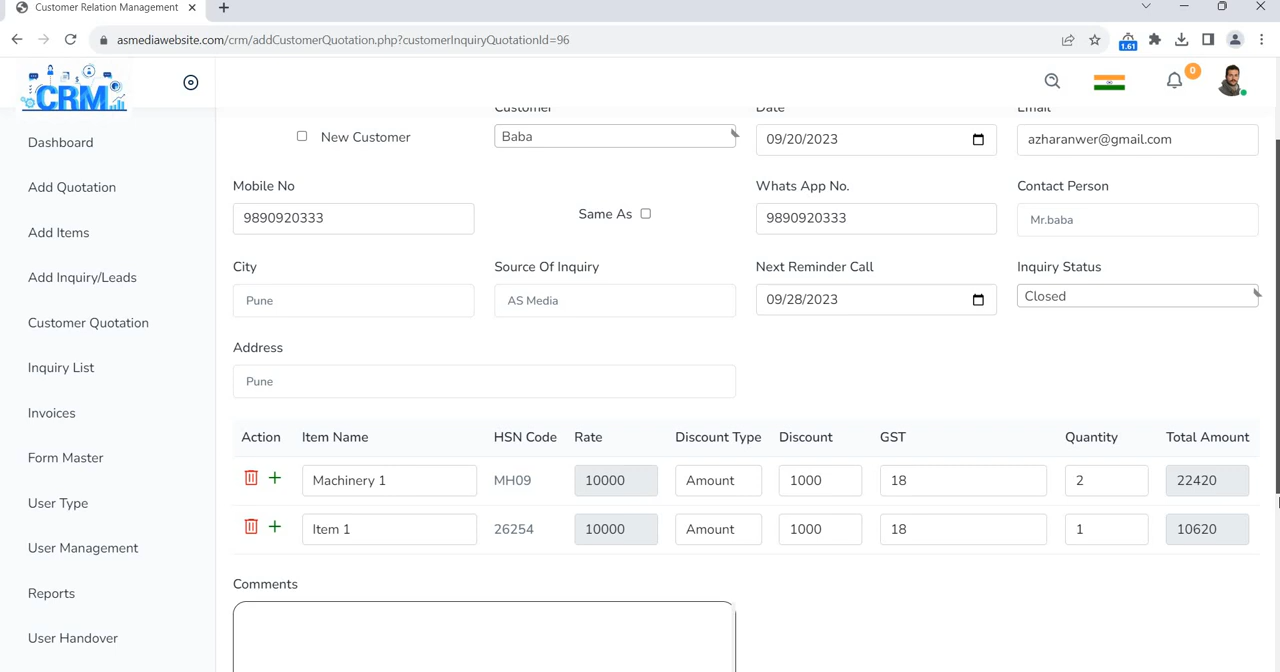 Customer Relation Management
asmediawebsite.com/crm/addCustomerQuotation.php?customerInquiryQuotationId=96
1.61
CRM
0
Dashboard
Add Quotation
Add Items
Add Inquiry/Leads
Customer Quotation
Inquiry List
Invoices
Form Master
User Type
User Management
Reports
User Handover
Customer Date Email
New Customer Baba 09/20/2023 azharanwer@gmail.com
Mobile No Whats App No. Contact Person
9890920333 Same As 9890920333 Mr.baba
City Source Of Inquiry Next Reminder Call Inquiry Status
Pune AS Media 09/28/2023 Closed
Address
Pune
Action Item Name HSN Code Rate Discount Type Discount GST Quantity Total Amount
Machinery 1 MH09 10000 Amount 1000 18 2 22420
Item 1 26254 10000 Amount 1000 18 1 10620
Comments